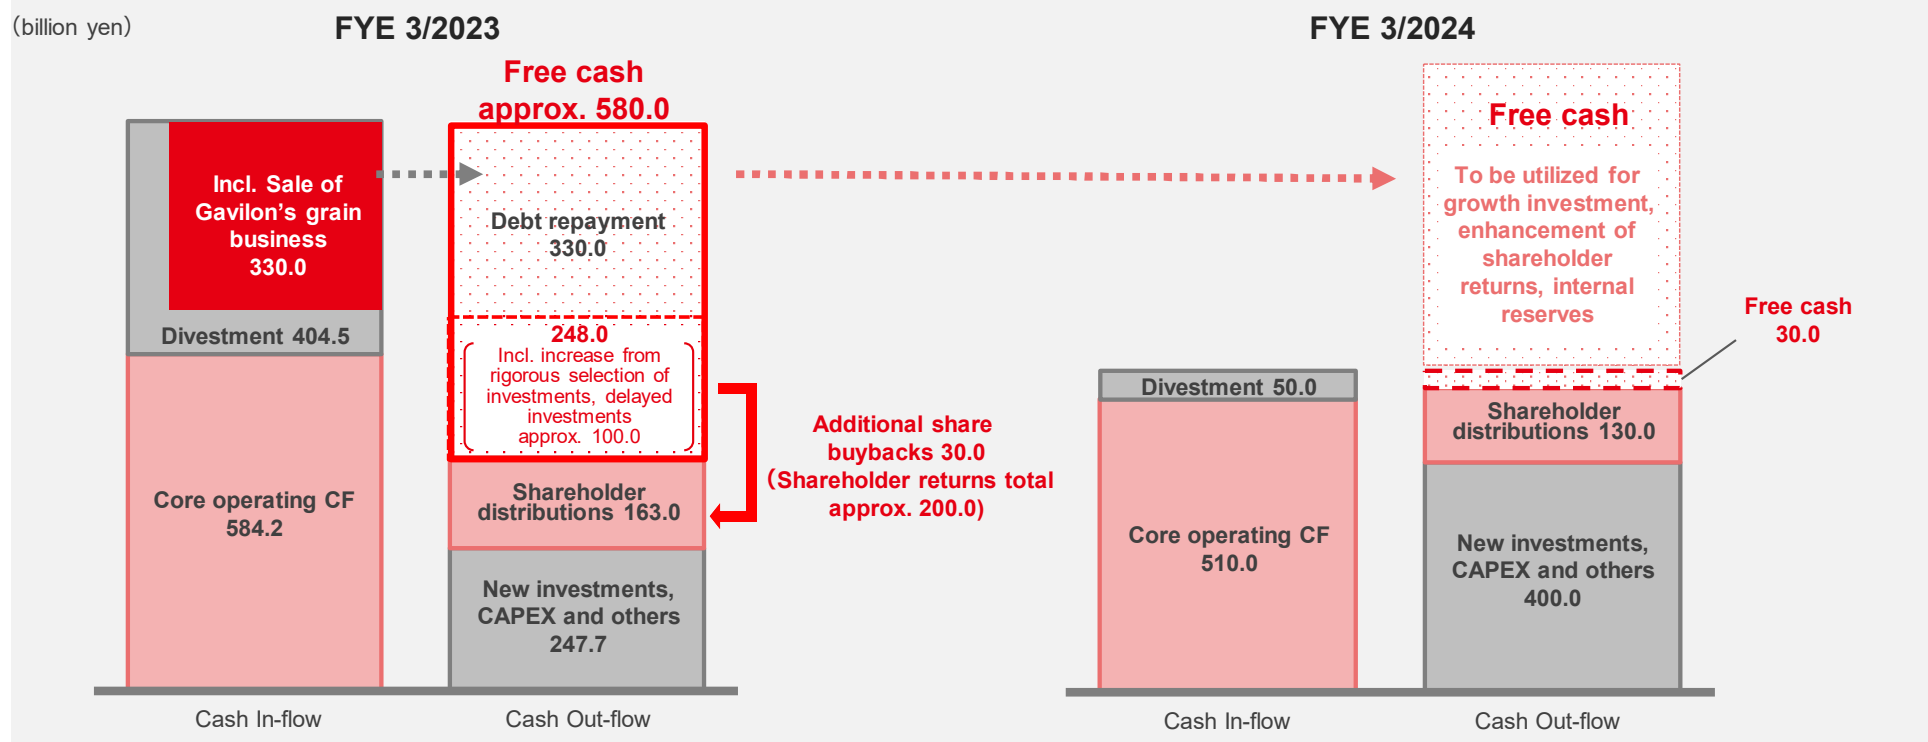 (billion yen)
FYE 3/2023
Free cash
approx. 580.0
Incl. Sale of
Gavilon’s grain
business
330.0
Divestment 404.5
Core operating CF
584.2
Debt repayment
330.0
248.0
Incl. increase from
rigorous selection of
investments, delayed
investments
approx. 100.0
Shareholder
distributions 163.0
New investments,
CAPEX and others
247.7
Additional share
buybacks 30.0
(Shareholder returns total
approx. 200.0)
Cash In-flow
Cash Out-flow
FYE 3/2024
Free cash
To be utilized for
growth investment,
enhancement of
shareholder
returns, internal
reserves
Free cash
30.0
Divestment 50.0
Core operating CF
510.0
Shareholder
distributions 130.0
New investments,
CAPEX and others
400.0
Cash In-flow
Cash Out-flow